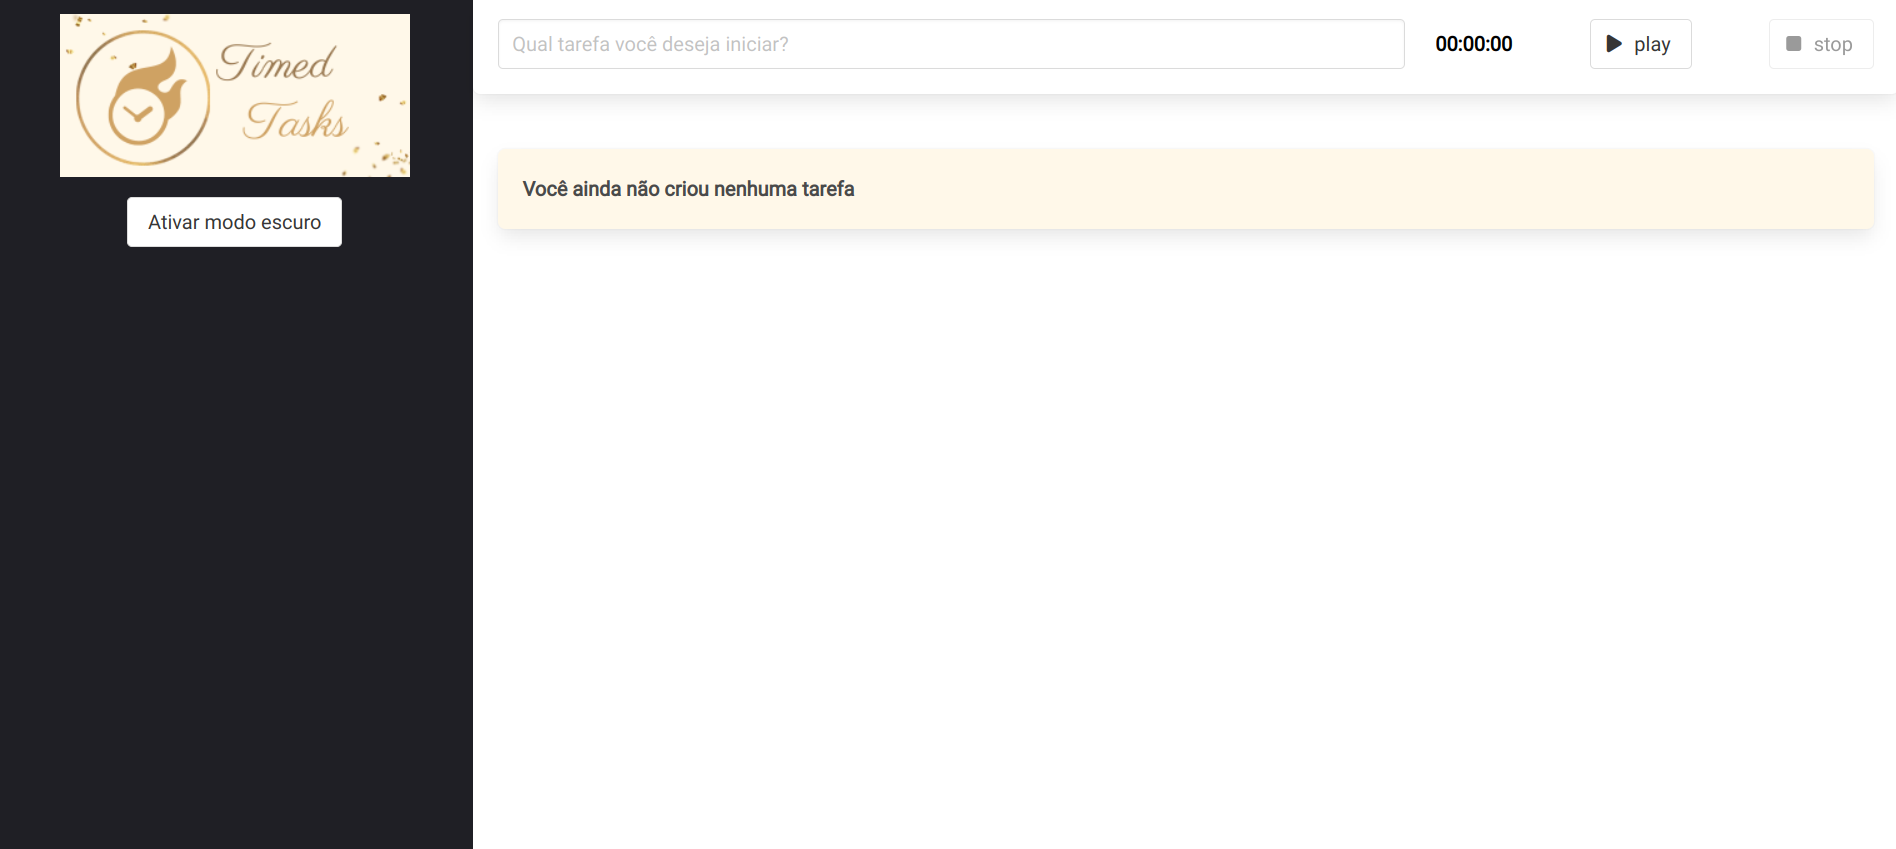 Timed
Tasks
Ativar modo escuro
Qual tarefa você deseja iniciar?
00:00:00
play
stop
Você ainda não criou nenhuma tarefa